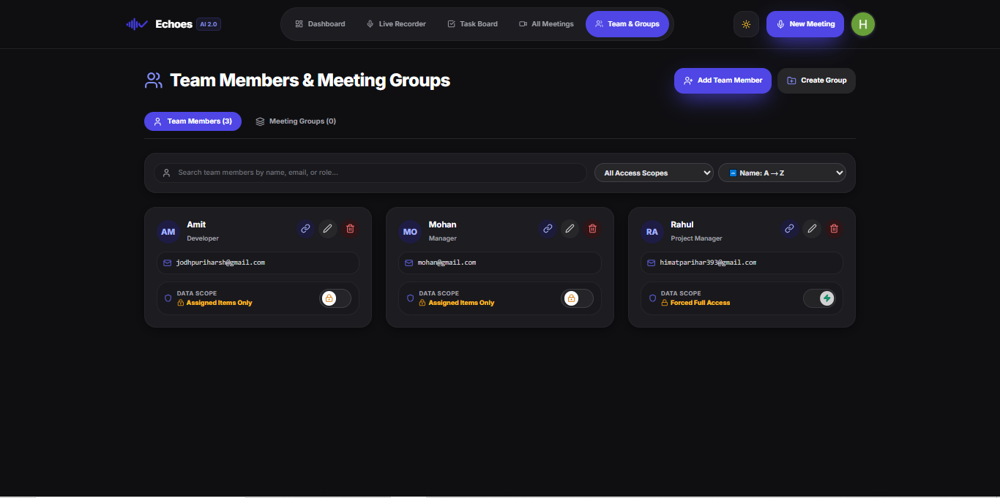 Echoes AI 2.0
Dashboard Live Recorder Task Board All Meetings Team & Groups
New Meeting H
Team Members & Meeting Groups
Add Team Member Create Group
Team Members (3) Meeting Groups (0)
Search team members by name, email, or role...
All Access Scopes
Name: A → Z
AM
Amit
Developer
jodhpuriharsh@gmail.com
DATA SCOPE
Assigned Items Only
MO
Mohan
Manager
mohan@gmail.com
DATA SCOPE
Assigned Items Only
RA
Rahul
Project Manager
himatparihar393@gmail.com
DATA SCOPE
Forced Full Access